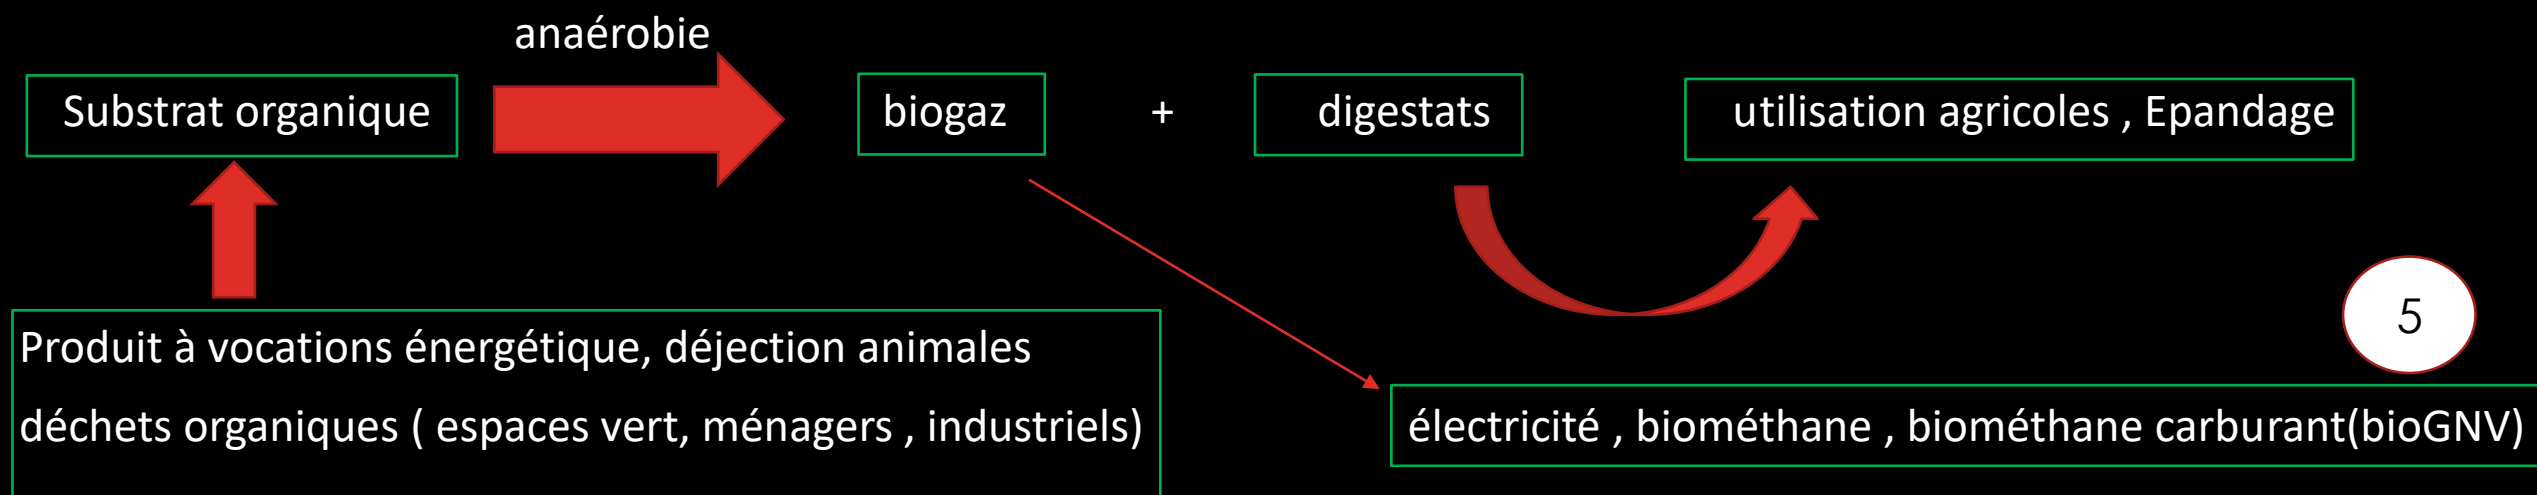 anaérobie
Substrat organique
biogaz
+
digestats
utilisation agricoles , Epandage
5
Produit à vocations énergétique, déjection animales
déchets organiques ( espaces vert, ménagers , industriels)
électricité , biométhane , biométhane carburant(bioGNV)